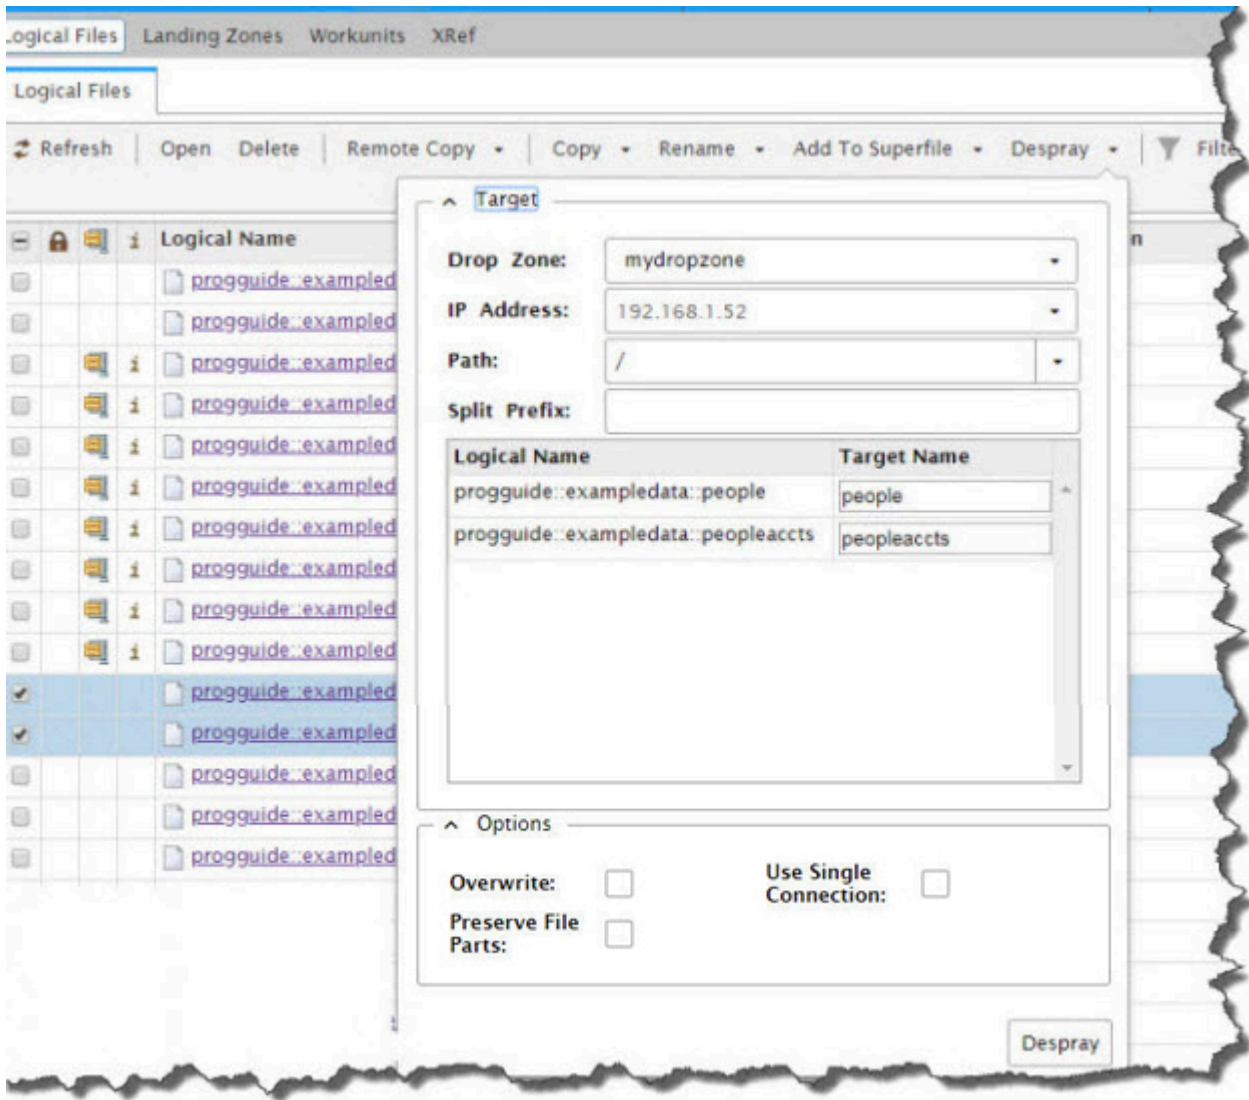 Logical Files Landing Zones Workunits XRef
Logical Files
Refresh Open Delete Remote Copy Copy Rename Add To Superfile Despray Filte
Target
i Logical Name n
Drop Zone: mydropzone
progguide::exampled
IP Address: 192.168.1.52
progguide::exampled
Path: /
i progguide::exampled
Split Prefix:
i progguide::exampled
Logical Name Target Name
i progguide::exampled
progguide::exampledata::people people
i progguide::exampled
progguide::exampledata::peopleaccts peopleaccts
i progguide::exampled
i progguide::exampled
i progguide::exampled
i progguide::exampled
progguide::exampled
progguide::exampled
progguide::exampled
progguide::exampled
progguide::exampled
Options
Overwrite: Use Single
Connection:
Preserve File
Parts:
Despray